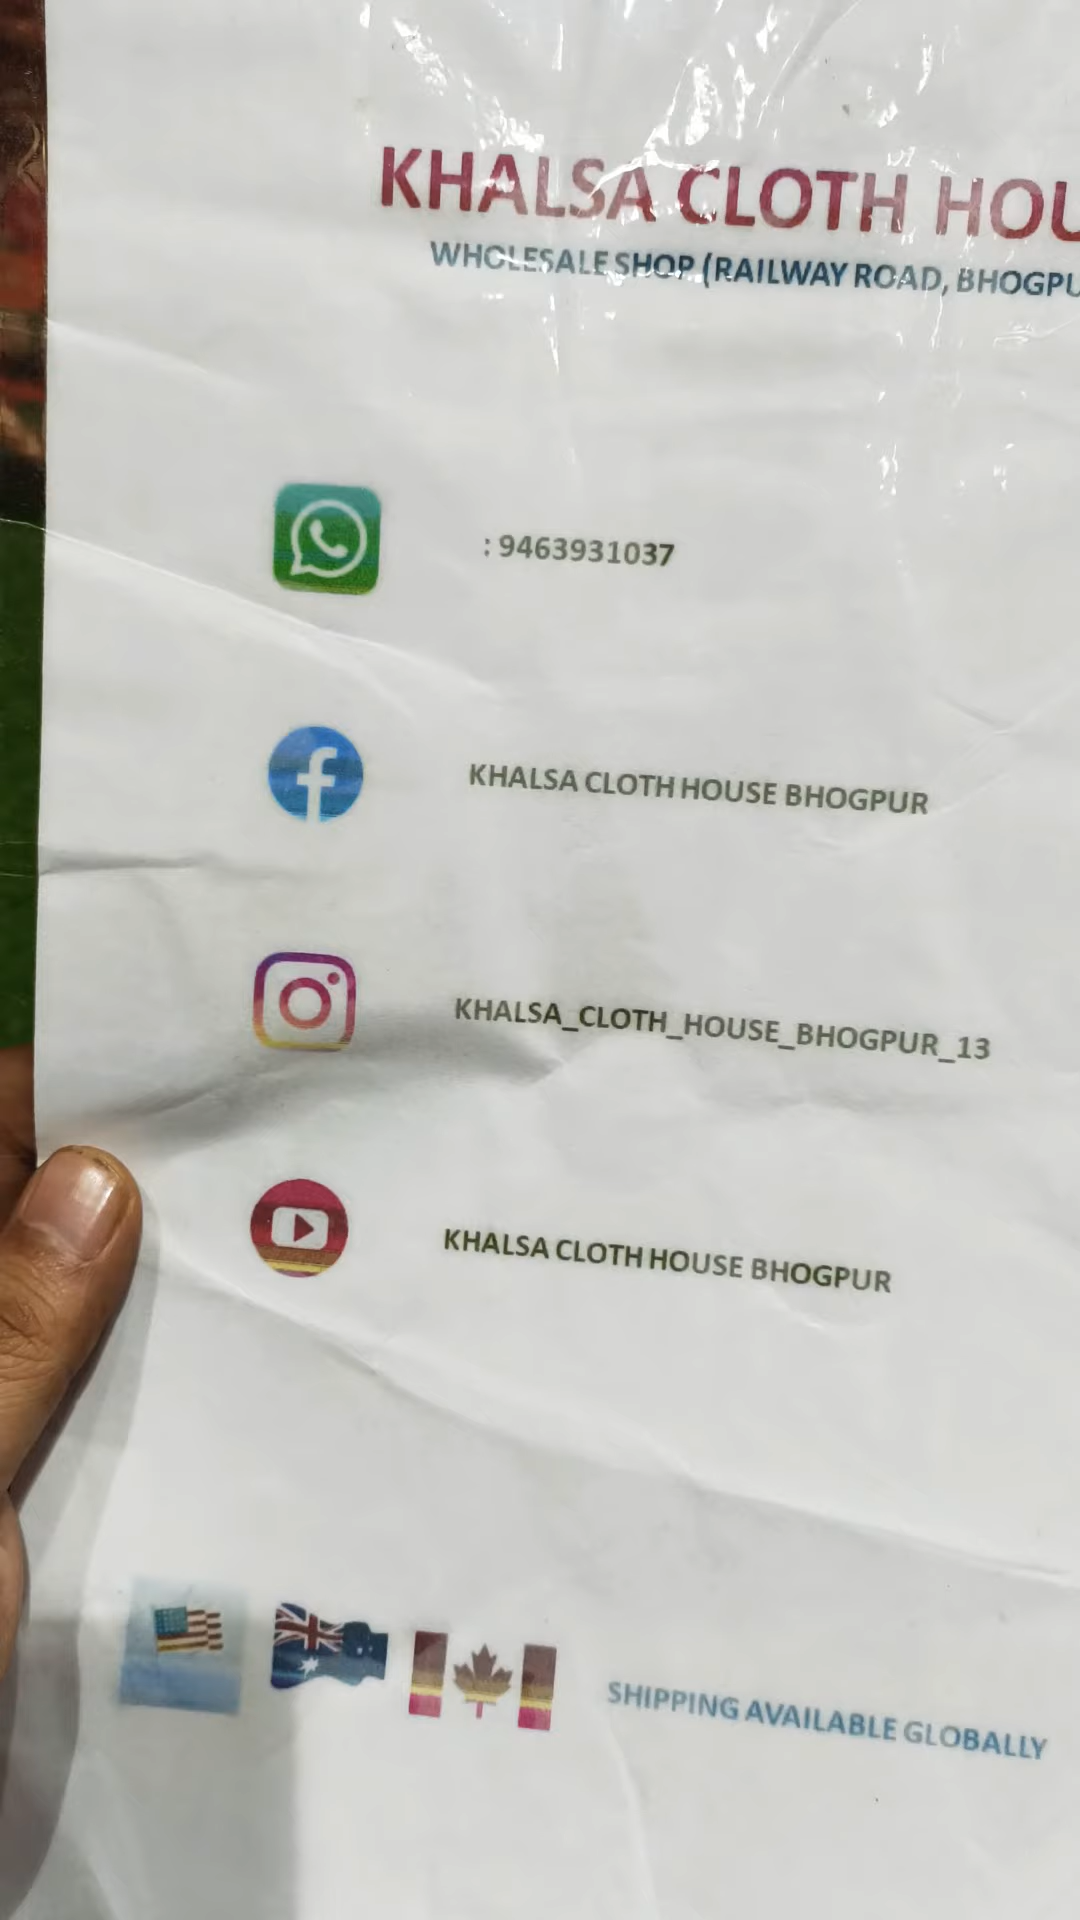 KHALSA CLOTH HOU
WHOLESALE SHOP (RAILWAY ROAD, BHOGPU
: 9463931037
KHALSA CLOTH HOUSE BHOGPUR
KHALSA_CLOTH_HOUSE_BHOGPUR_13
KHALSA CLOTH HOUSE BHOGPUR
SHIPPING AVAILABLE GLOBALLY